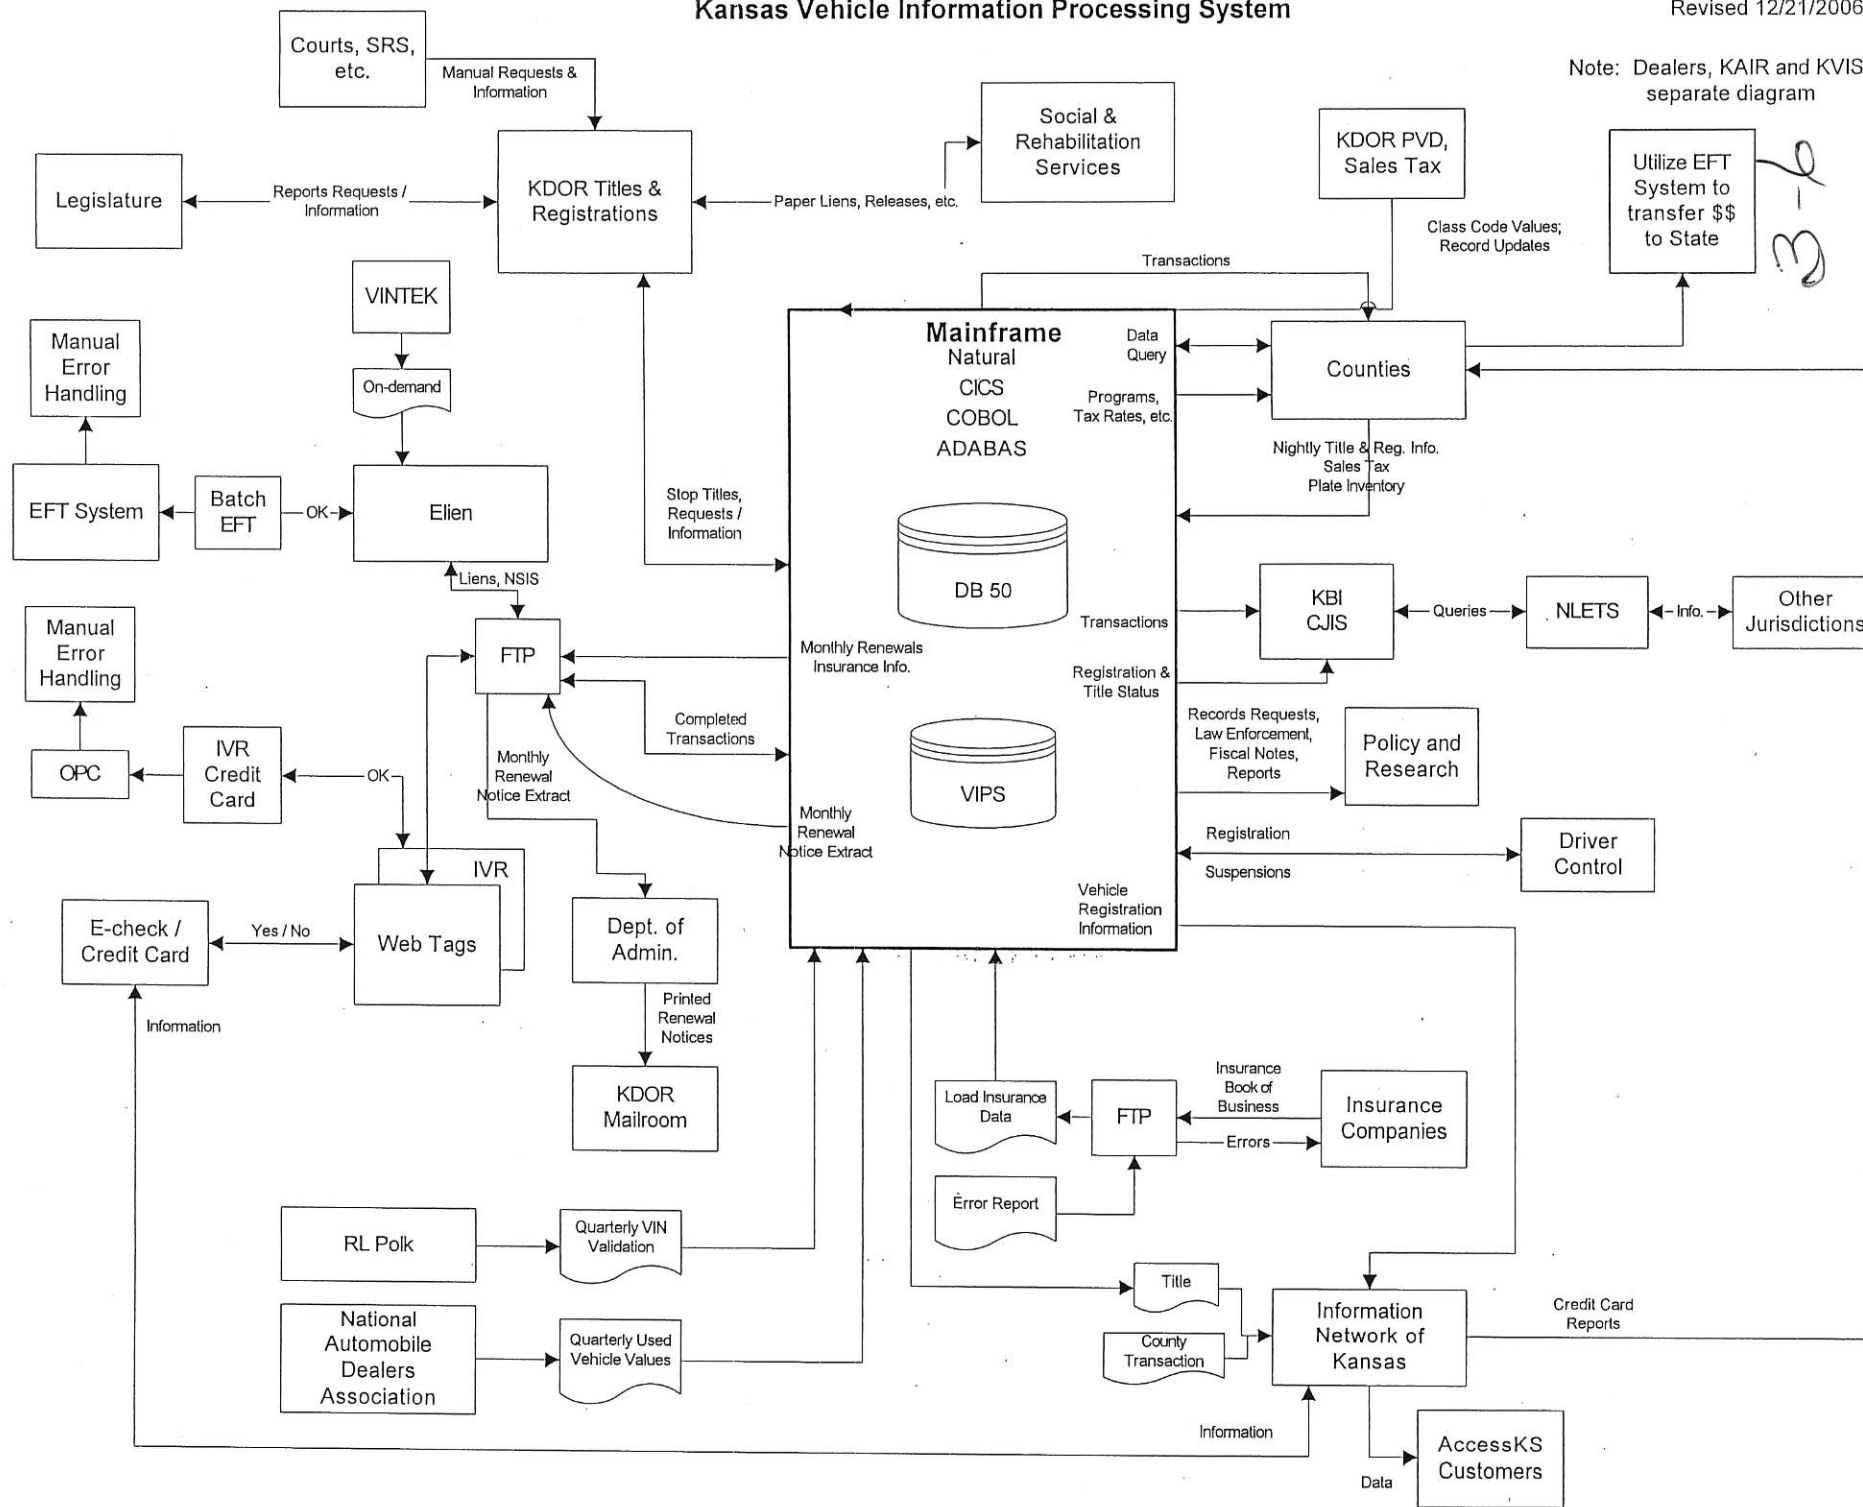 Kansas Vehicle Information Processing System
Revised 12/21/2006
Note: Dealers, KAIR and KVIS
separate diagram
Courts, SRS,
etc.
Manual Requests &
Information
Legislature
Reports Requests /
Information
KDOR Titles &
Registrations
Paper Liens, Releases, etc.
Social &
Rehabilitation
Services
KDOR PVD,
Sales Tax
Class Code Values;
Record Updates
Utilize EFT
System to
transfer $$
to State
Transactions
VINTEK
On-demand
Manual
Error
Handling
EFT System
Batch
EFT
OK
Elien
Liens, NSIS
Stop Titles,
Requests /
Information
Mainframe
Natural
CICS
COBOL
ADABAS
DB 50
VIPS
Data
Query
Programs,
Tax Rates, etc.
Counties
Nightly Title & Reg. Info.
Sales Tax
Plate Inventory
Transactions
KBI
CJIS
Queries
NLETS
Info.
Other
Jurisdictions
Registration &
Title Status
Manual
Error
Handling
FTP
Monthly Renewals
Insurance Info.
Completed
Transactions
Monthly
Renewal
Notice Extract
Monthly
Renewal
Notice Extract
OPC
IVR
Credit
Card
OK
IVR
Web Tags
E-check /
Credit Card
Yes / No
Information
Records Requests,
Law Enforcement,
Fiscal Notes,
Reports
Policy and
Research
Registration
Suspensions
Driver
Control
Vehicle
Registration
Information
Dept. of
Admin.
Printed
Renewal
Notices
KDOR
Mailroom
Load Insurance
Data
FTP
Insurance
Book of
Business
Errors
Insurance
Companies
Error Report
RL Polk
Quarterly VIN
Validation
National
Automobile
Dealers
Association
Quarterly Used
Vehicle Values
Title
County
Transaction
Information
Network of
Kansas
Credit Card
Reports
Information
Data
AccessKS
Customers